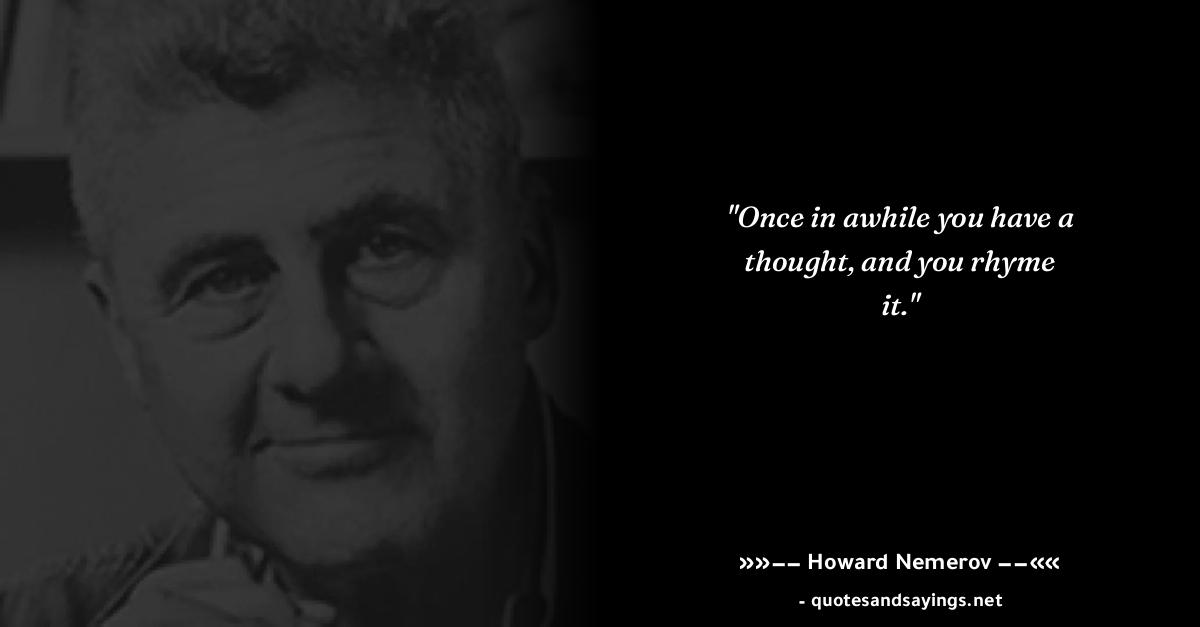 "Once in awhile you have a
thought, and you rhyme
it."
»»−− Howard Nemerov −−««
- quotesandsayings.net